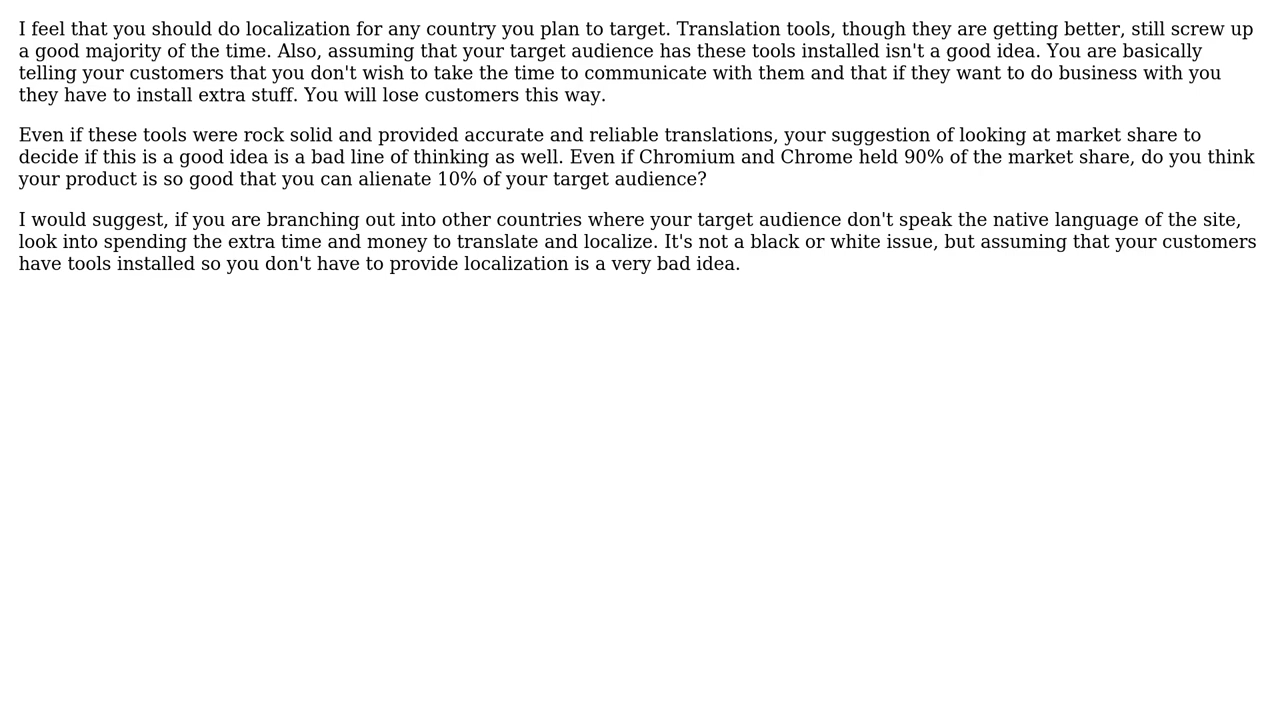 I feel that you should do localization for any country you plan to target. Translation tools, though they are getting better, still screw up
a good majority of the time. Also, assuming that your target audience has these tools installed isn't a good idea. You are basically
telling your customers that you don't wish to take the time to communicate with them and that if they want to do business with you
they have to install extra stuff. You will lose customers this way.
Even if these tools were rock solid and provided accurate and reliable translations, your suggestion of looking at market share to
decide if this is a good idea is a bad line of thinking as well. Even if Chromium and Chrome held 90% of the market share, do you think
your product is so good that you can alienate 10% of your target audience?
I would suggest, if you are branching out into other countries where your target audience don't speak the native language of the site,
look into spending the extra time and money to translate and localize. It's not a black or white issue, but assuming that your customers
have tools installed so you don't have to provide localization is a very bad idea.